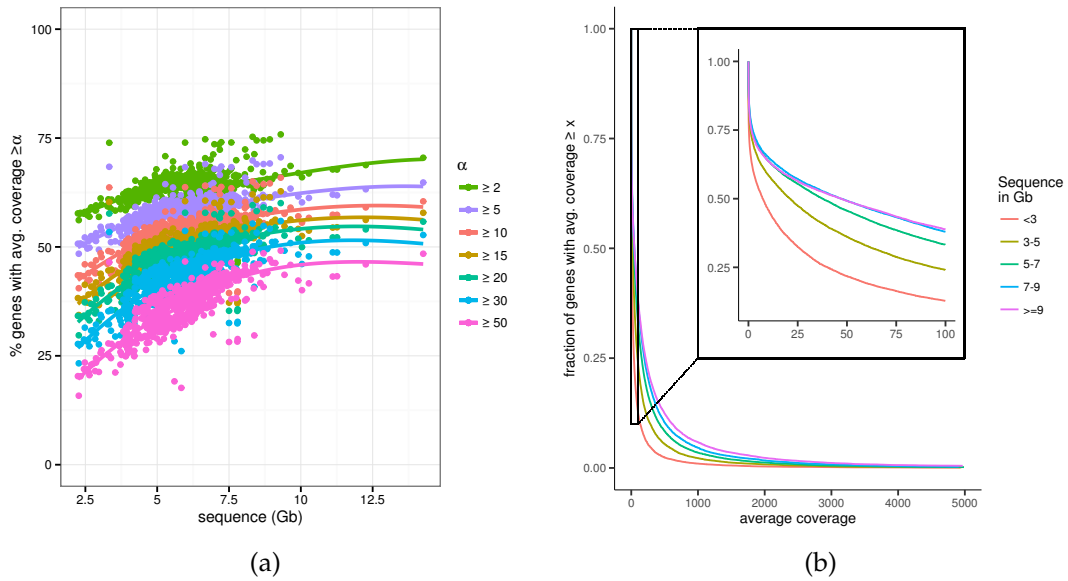 % genes with avg. coverage ≥α
100
75
50
25
0
2.5 5 7.5 10 12.5
sequence (Gb)
α
≥ 2
≥ 5
≥ 10
≥ 15
≥ 20
≥ 30
≥ 50
(a)
fraction of genes with avg. coverage ≥ x
1.00
0.75
0.50
0.25
0.00
0 1000 2000 3000 4000 5000
average coverage
1.00
0.75
0.50
0.25
0 25 50 75 100
Sequence
in Gb
<3
3-5
5-7
7-9
>=9
(b)